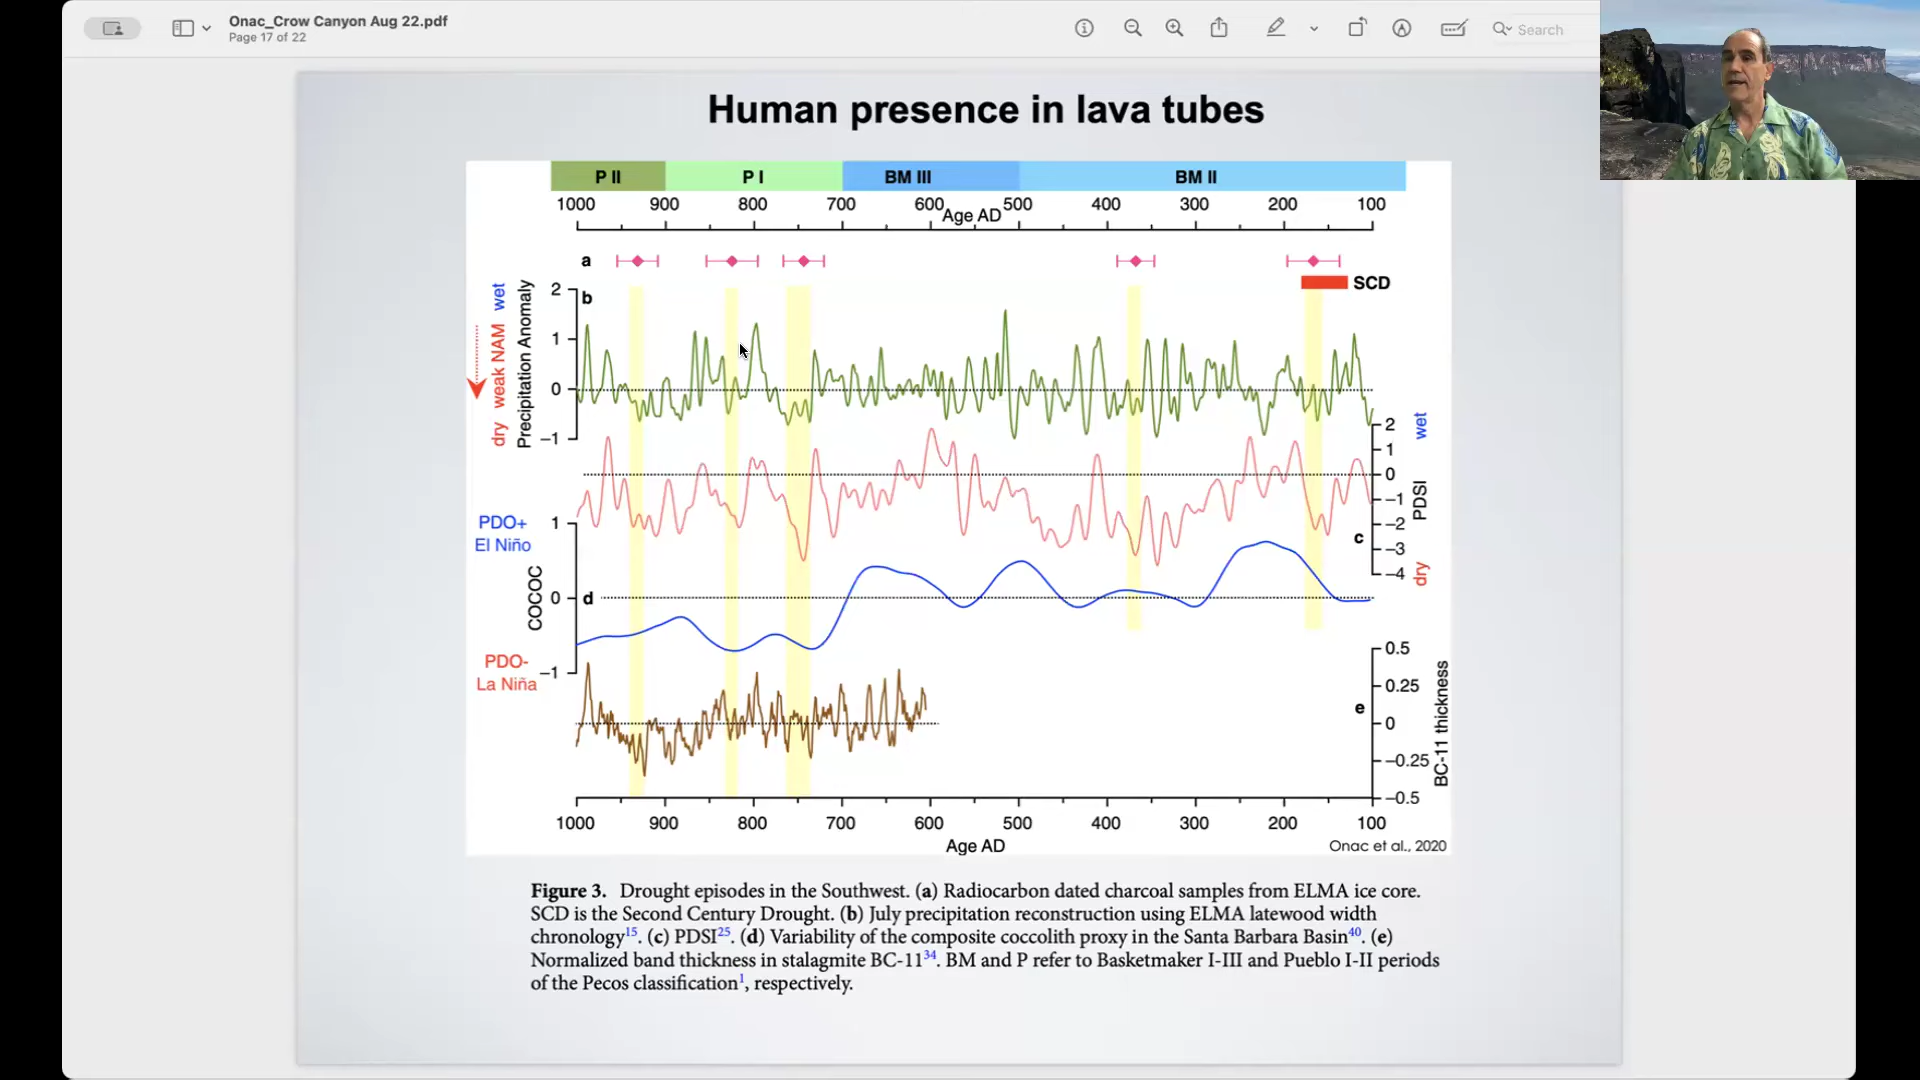 Onac_Crow Canyon Aug 22.pdf
Page 17 of 22
Search
Human presence in lava tubes
P II P I BM III BM II
1000 900 800 700 600 500 400 300 200 100
Age AD
a
SCD
b
2
1
0
−1
Precipitation Anomaly
dry weak NAM wet
2
1
0
−1
−2
−3
−4
PDSI
wet
dry
c
PDO+
El Niño
1
0
−1
COCOC
d
PDO-
La Niña
0.5
0.25
0
−0.25
−0.5
BC-11 thickness
e
1000 900 800 700 600 500 400 300 200 100
Age AD
Onac et al., 2020
Figure 3. Drought episodes in the Southwest. (a) Radiocarbon dated charcoal samples from ELMA ice core.
SCD is the Second Century Drought. (b) July precipitation reconstruction using ELMA latewood width
chronology15. (c) PDSI25. (d) Variability of the composite coccolith proxy in the Santa Barbara Basin40. (e)
Normalized band thickness in stalagmite BC-1134. BM and P refer to Basketmaker I-III and Pueblo I-II periods
of the Pecos classification1, respectively.